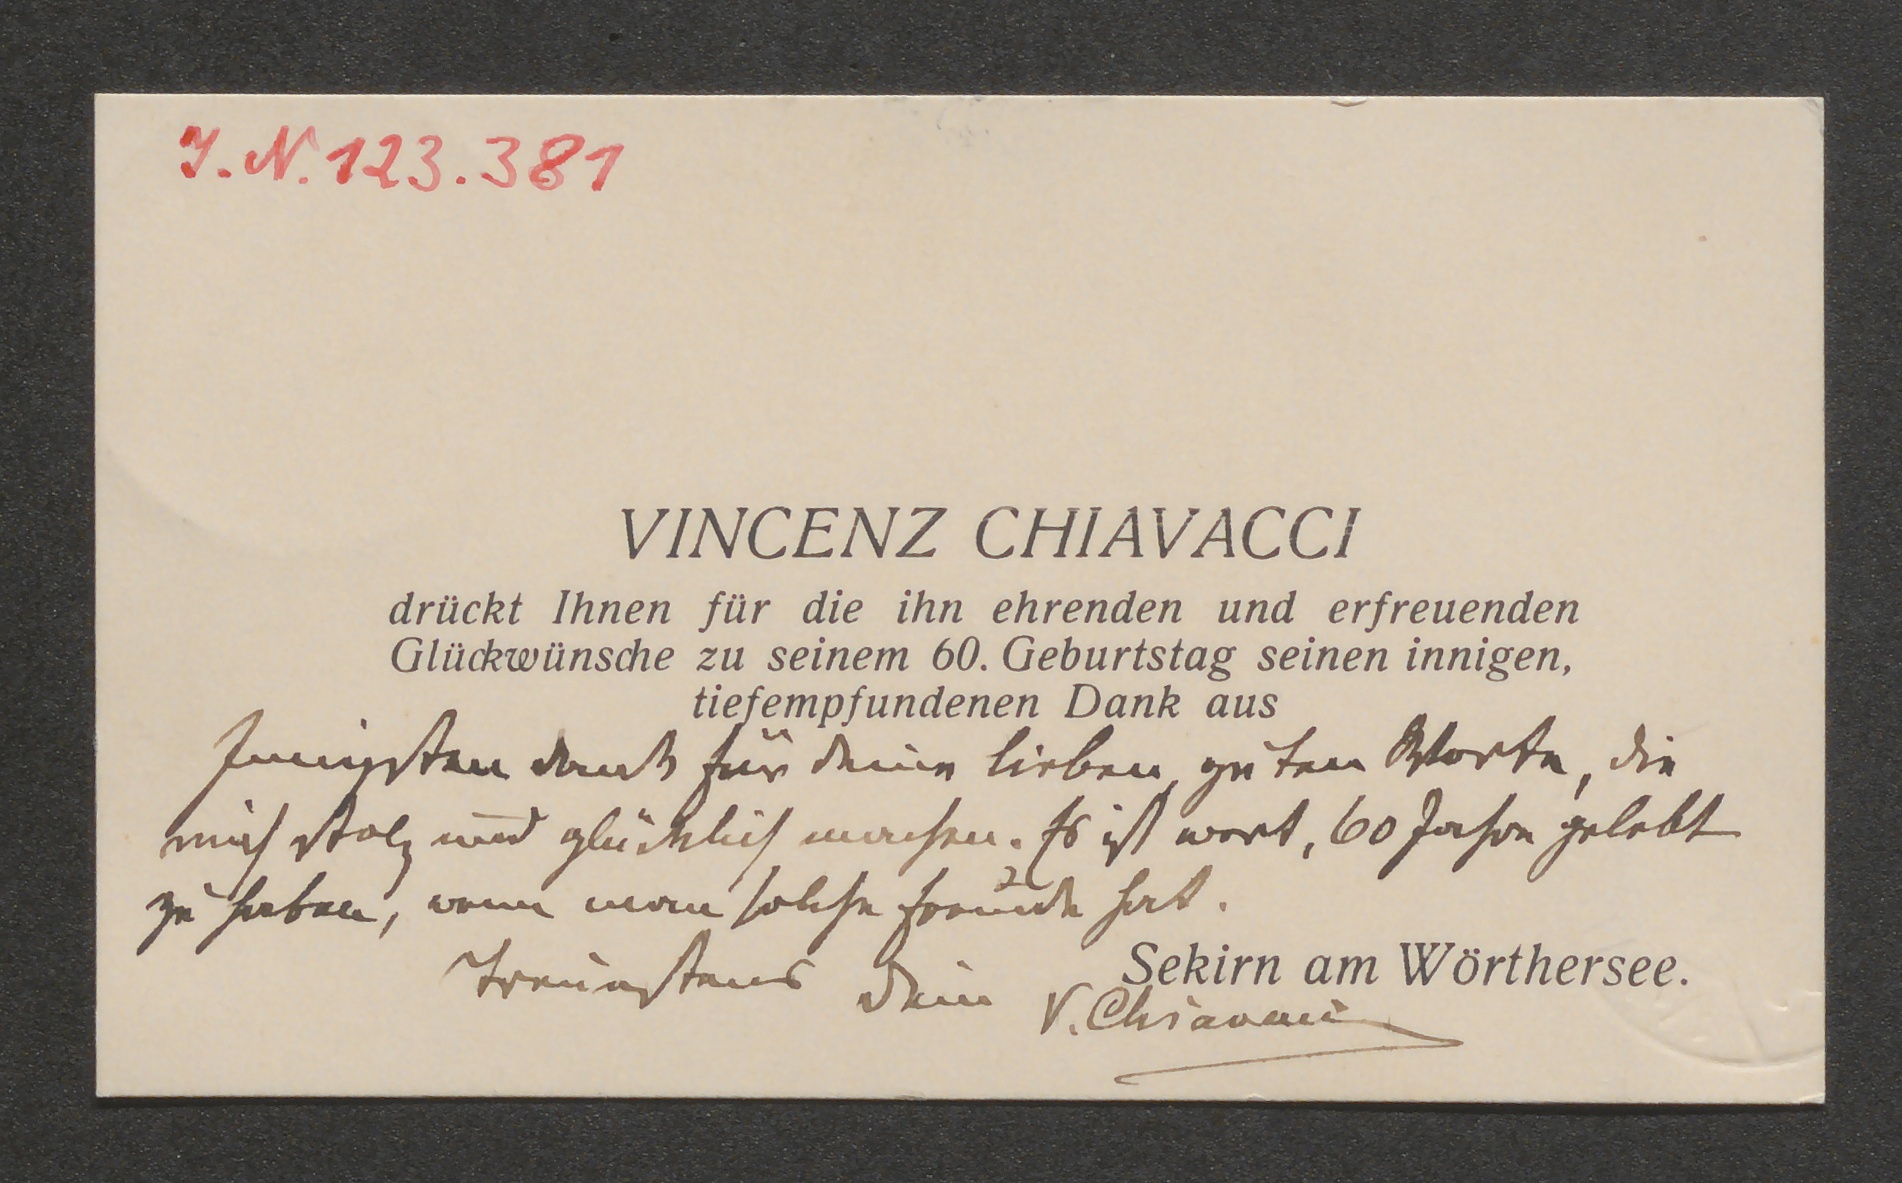 J.N. 123.381
VINCENZ CHIAVACCI
drückt Ihnen für die ihn ehrenden und erfreuenden
Glückwünsche zu seinem 60. Geburtstag seinen innigen,
tiefempfundenen Dank aus
Innigsten Dank für deine lieben, guten Worte, die
mich stolz und glücklich machen. Es ist wert, 60 Jahre gelebt
zu haben, wenn man solche Freunde hat.
Treuestens Dein
Sekirn am Wörthersee.
V. Chiavacci